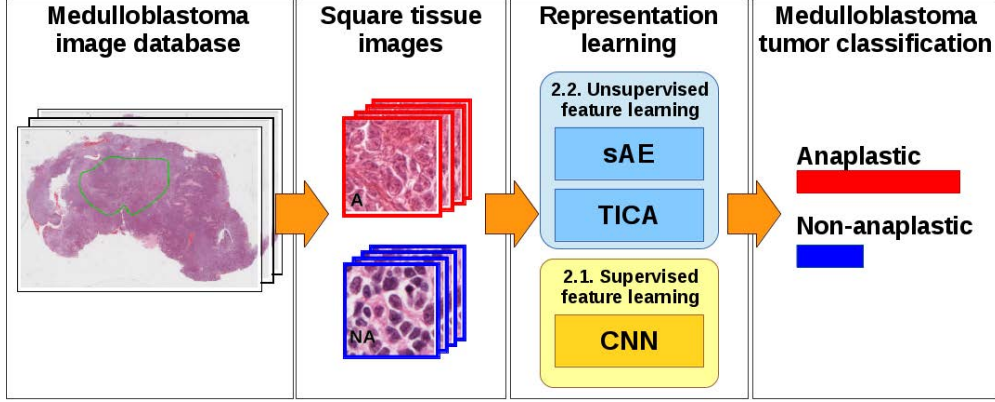 Medulloblastoma
image database
Square tissue
images
A
NA
Representation
learning
2.2. Unsupervised
feature learning
sAE
TICA
2.1. Supervised
feature learning
CNN
Medulloblastoma
tumor classification
Anaplastic
Non-anaplastic